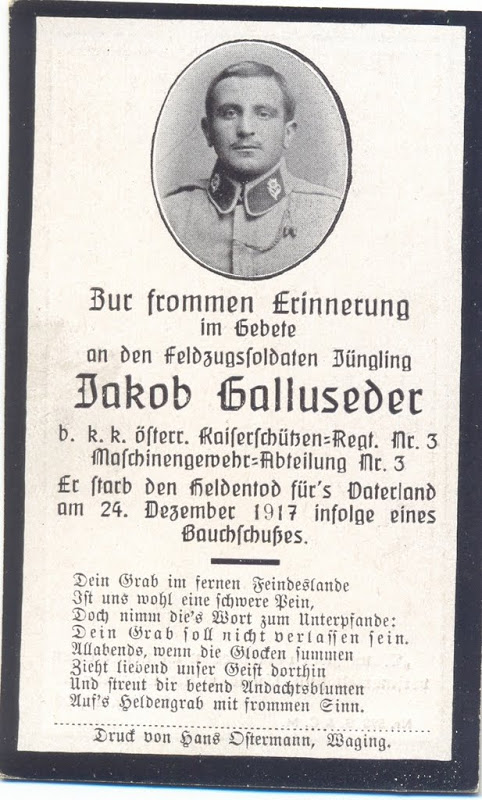 Zur frommen Erinnerung
im Gebete
an den Feldzugsoldaten Jüngling
Jakob Galluseder
b. k. k. österr. Kaiserschützen-Regt. Nr. 3
Maschinengewehr-Abteilung Nr. 3
Er starb den Heldentod für's Vaterland
am 24. Dezember 1917 infolge eines
Bauchschußes.
Dein Grab im fernen Feindeslande
Ist uns wohl eine schwere Pein,
Doch nimm die's Wort zum Unterpfande:
Dein Grab soll nicht verlassen sein.
Allabends, wenn die Glocken summen
Zieht liebend unser Geist dorthin
Und streut dir betend Andachtsblumen
Auf's Heldengrab mit frommen Sinn.
Druck von Hans Ostermann, Waging.